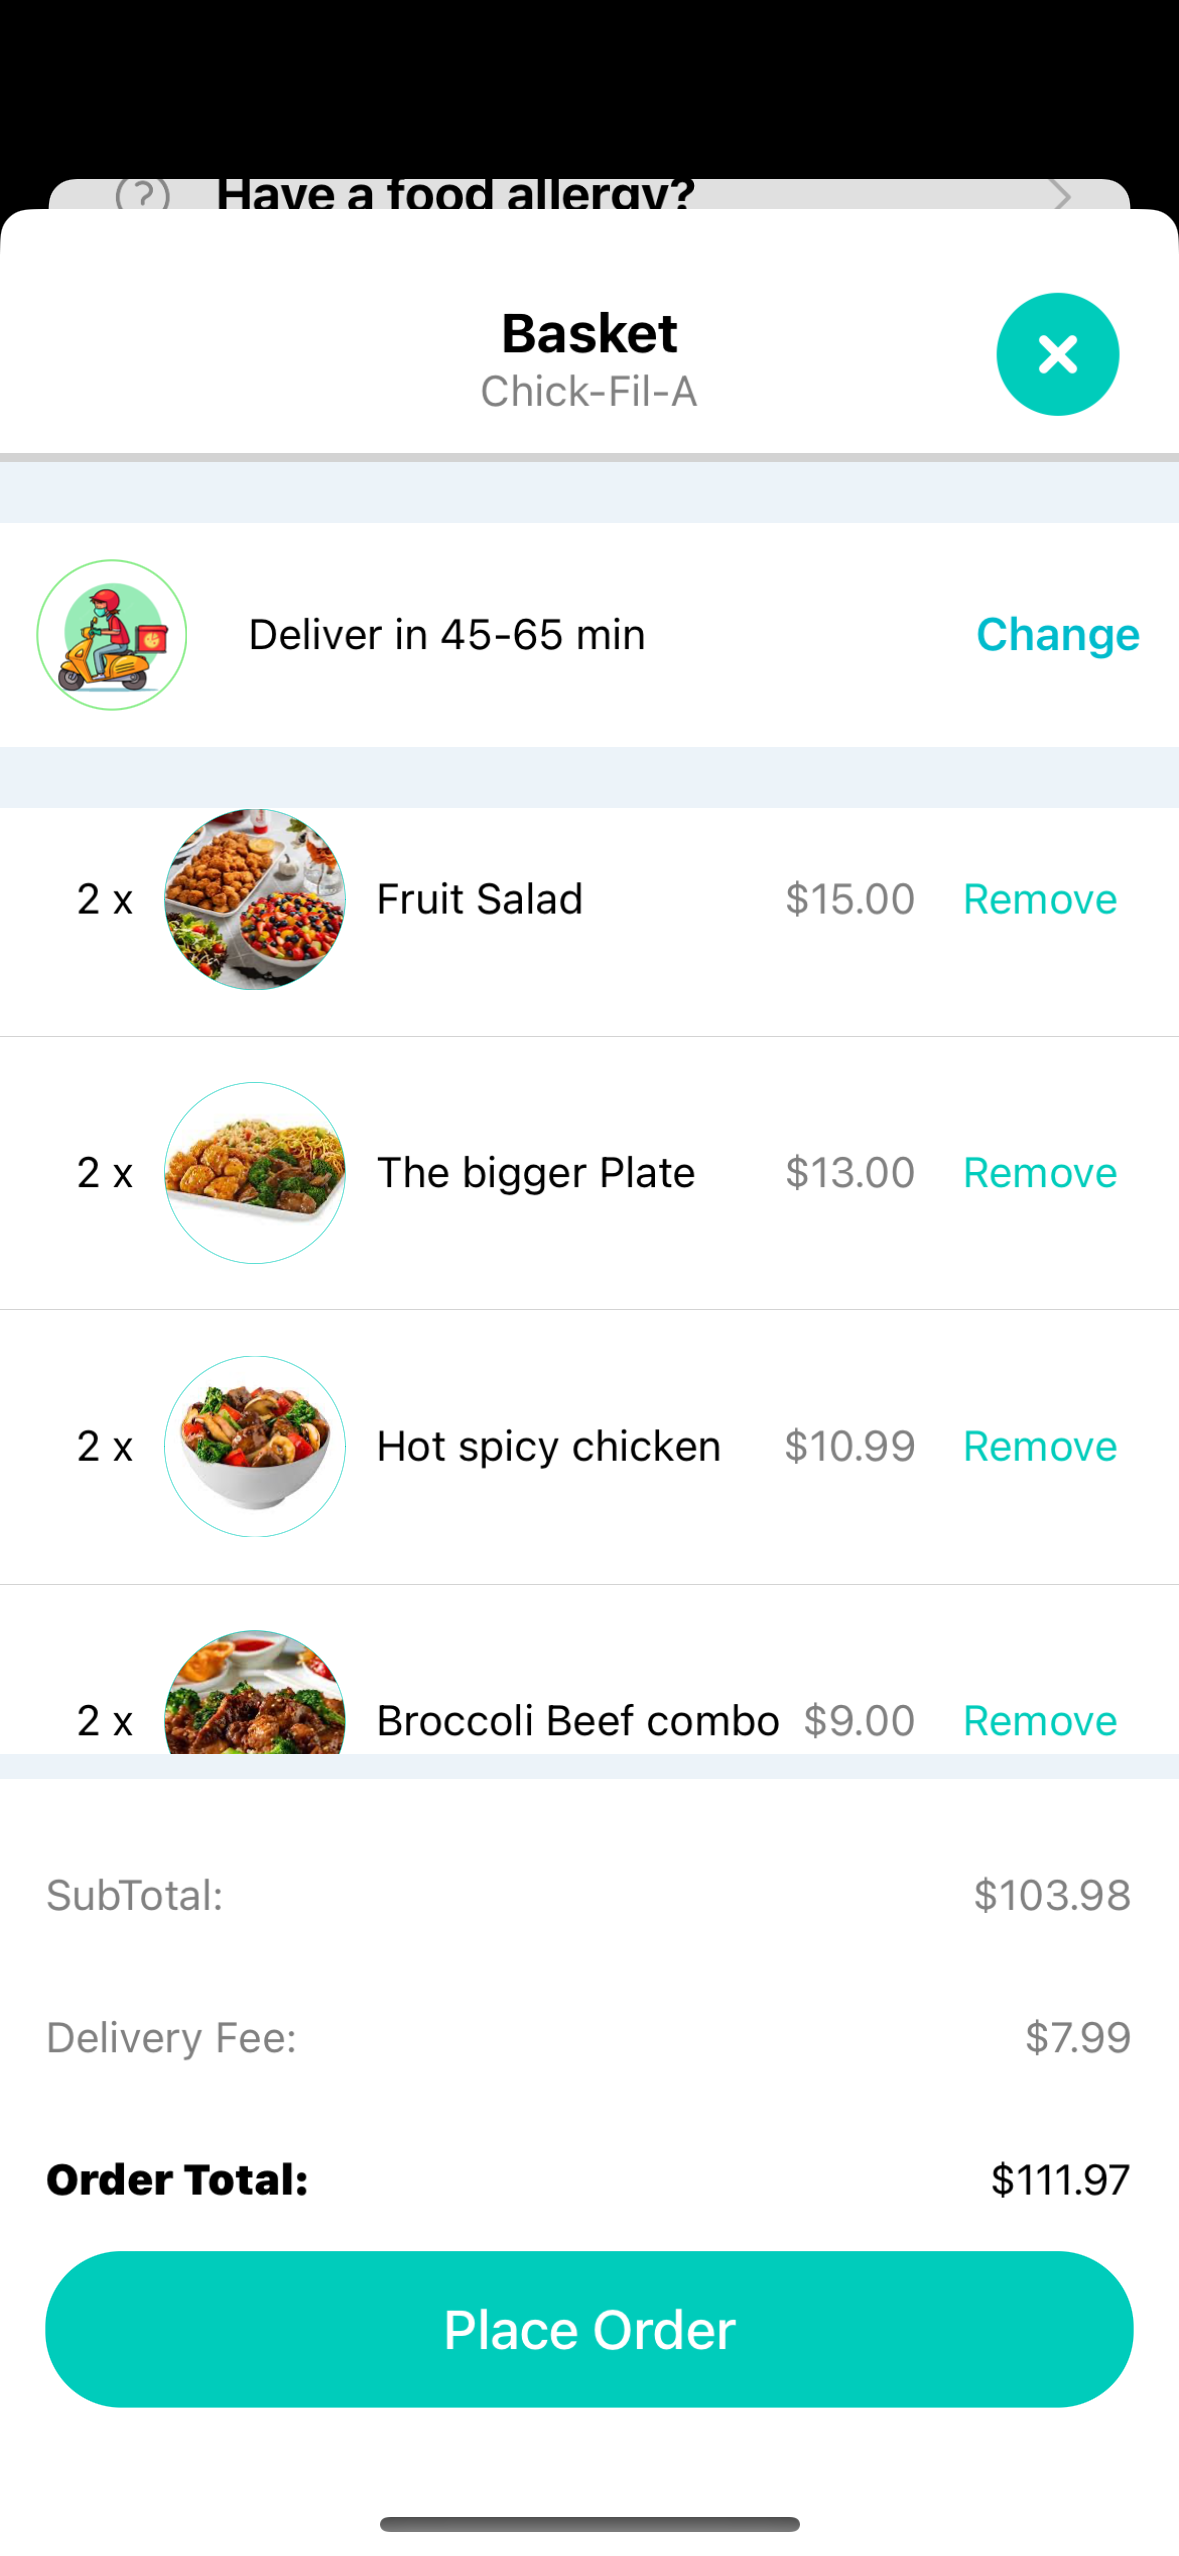 Have a food allergy?
Basket
Chick-Fil-A
Deliver in 45-65 min
Change
2 x Fruit Salad $15.00 Remove
2 x The bigger Plate $13.00 Remove
2 x Hot spicy chicken $10.99 Remove
2 x Broccoli Beef combo $9.00 Remove
SubTotal: $103.98
Delivery Fee: $7.99
Order Total: $111.97
Place Order